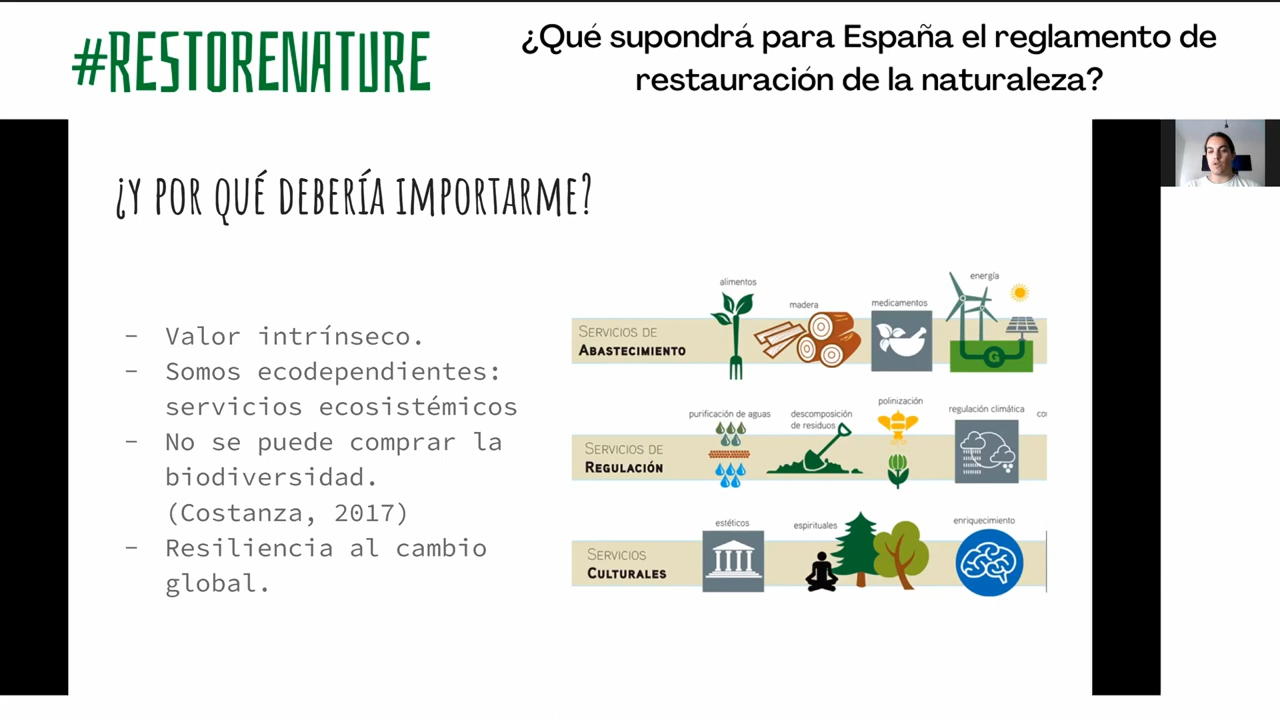 #RESTORENATURE
¿Qué supondrá para España el reglamento de
restauración de la naturaleza?
¿Y POR QUÉ DEBERÍA IMPORTARME?
- Valor intrínseco.
- Somos ecodependientes:
servicios ecosistémicos
- No se puede comprar la
biodiversidad.
(Costanza, 2017)
- Resiliencia al cambio
global.
alimentos
madera
medicamentos
energía
SERVICIOS DE
ABASTECIMIENTO
G
purificación de aguas
descomposición
de residuos
polinización
regulación climática
SERVICIOS DE
REGULACIÓN
estéticos
espirituales
enriquecimiento
SERVICIOS
CULTURALES